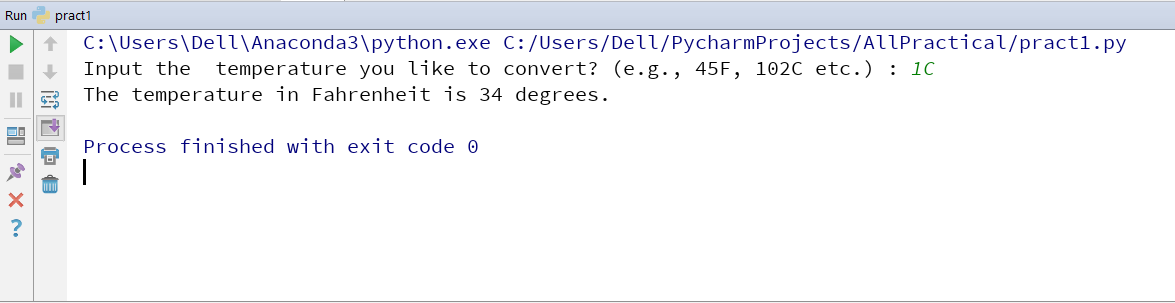 Run pract1
C:\Users\Dell\Anaconda3\python.exe C:/Users/Dell/PycharmProjects/AllPractical/pract1.py
Input the  temperature you like to convert? (e.g., 45F, 102C etc.) : 1C
The temperature in Fahrenheit is 34 degrees.
Process finished with exit code 0
?